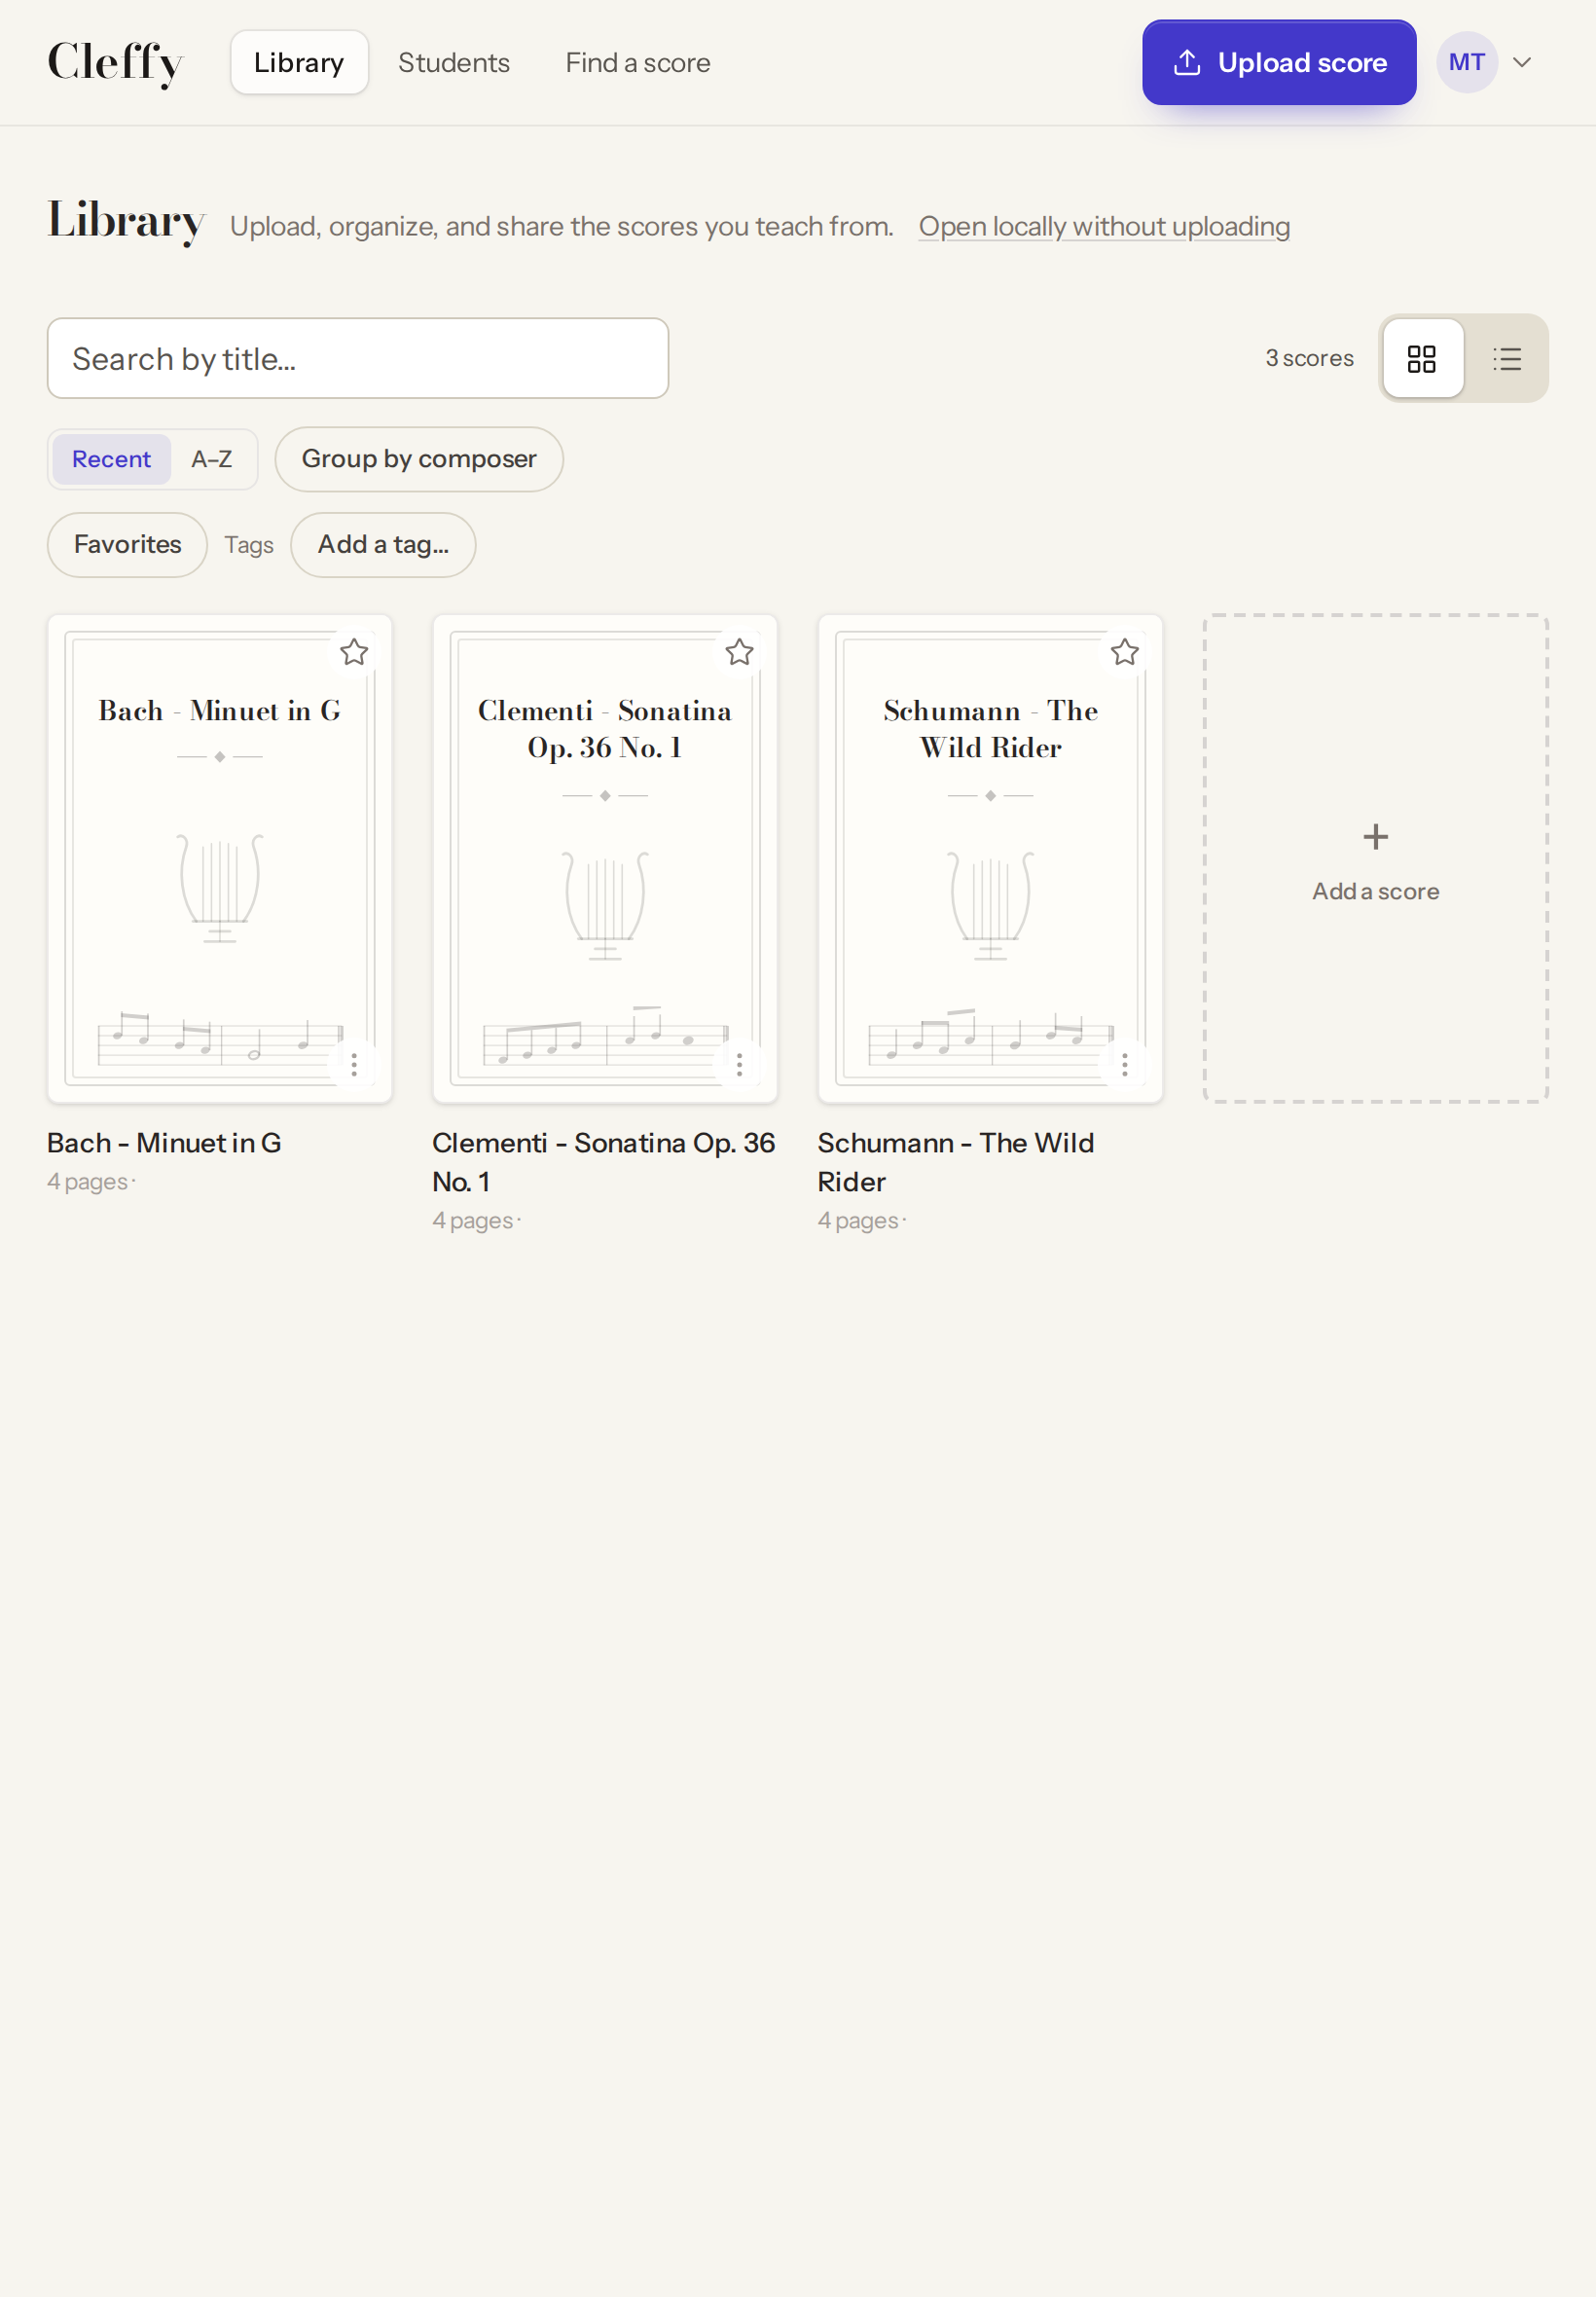 Cleffy Library Students Find a score Upload score MT
Library Upload, organize, and share the scores you teach from. Open locally without uploading
Search by title... 3 scores
Recent A–Z Group by composer
Favorites Tags Add a tag...
Bach - Minuet in G
Clementi - Sonatina
Op. 36 No. 1
Schumann - The
Wild Rider
+
Add a score
Bach - Minuet in G
4 pages ·
Clementi - Sonatina Op. 36
No. 1
4 pages ·
Schumann - The Wild
Rider
4 pages ·